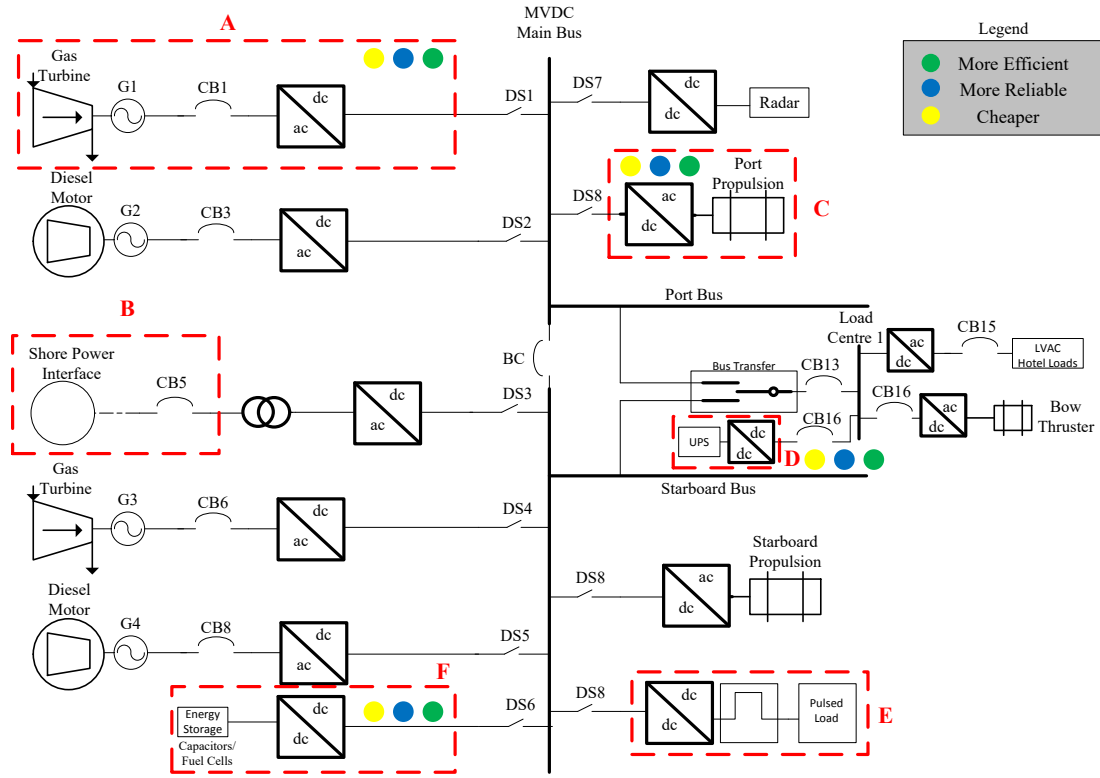 A
Gas
Turbine
G1
CB1
dc
ac
DS1
MVDC
Main Bus
DS7
dc
dc
Radar
Legend
More Efficient
More Reliable
Cheaper
Diesel
Motor
G2
CB3
dc
ac
DS2
DS8
ac
dc
Port
Propulsion
C
B
Shore Power
Interface
CB5
dc
ac
DS3
BC
Port Bus
Load
Centre 1
Bus Transfer
CB13
ac
dc
CB15
LVAC
Hotel Loads
UPS
dc
dc
D
CB16
CB16
ac
dc
Bow
Thruster
Starboard Bus
Gas
Turbine
G3
CB6
dc
ac
DS4
Diesel
Motor
G4
CB8
dc
ac
DS5
DS8
ac
dc
Starboard
Propulsion
F
Energy
Storage
Capacitors/
Fuel Cells
dc
dc
DS6
DS8
dc
dc
Pulsed
Load
E